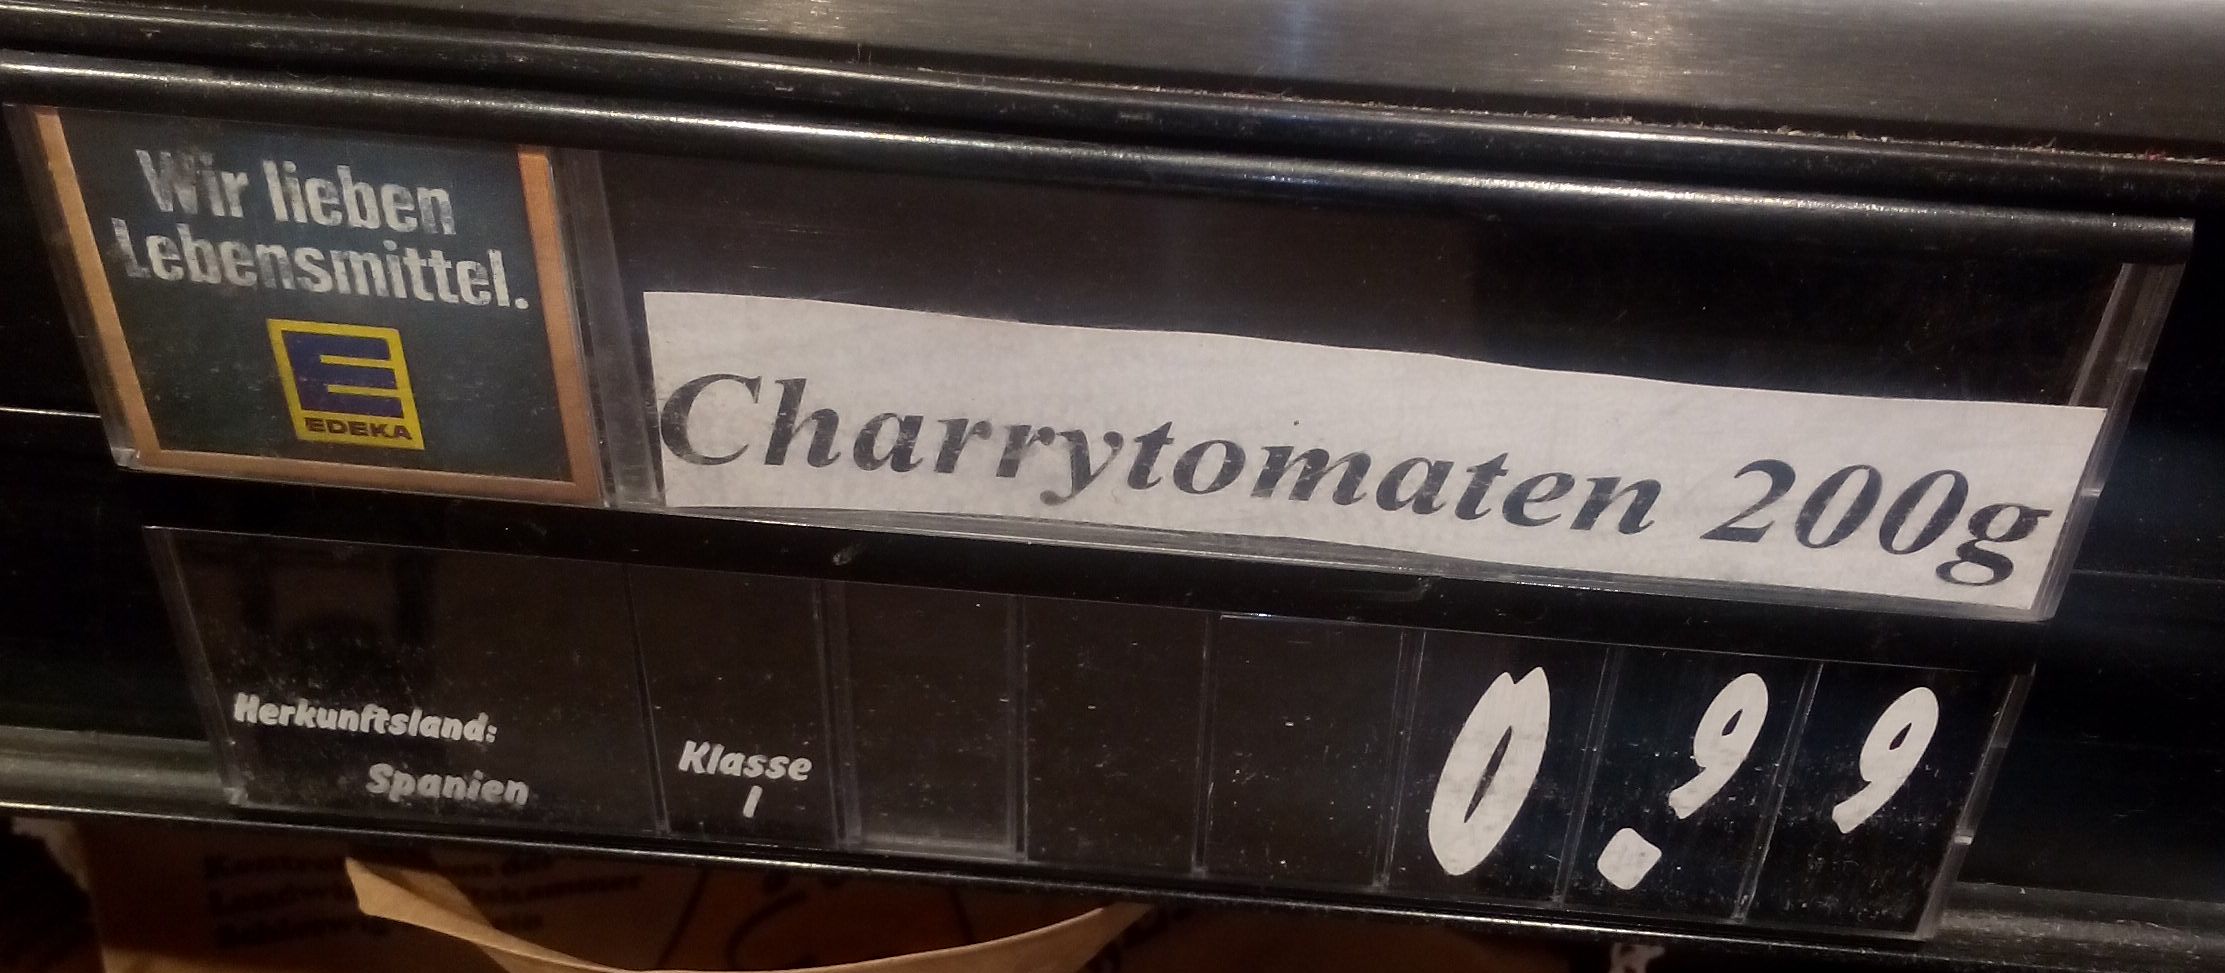 Wir lieben
Lebensmittel.
EDEKA
Charrytomaten 200g
Herkunftsland:
Spanien
Klasse
I
0.99